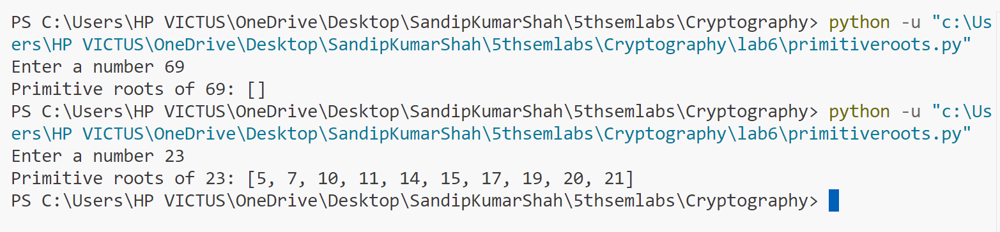 PS C:\Users\HP VICTUS\OneDrive\Desktop\SandipKumarShah\5thsemlabs\Cryptography> python -u "c:\Us
ers\HP VICTUS\OneDrive\Desktop\SandipKumarShah\5thsemlabs\Cryptography\lab6\primitiveroots.py"
Enter a number 69
Primitive roots of 69: []
PS C:\Users\HP VICTUS\OneDrive\Desktop\SandipKumarShah\5thsemlabs\Cryptography> python -u "c:\Us
ers\HP VICTUS\OneDrive\Desktop\SandipKumarShah\5thsemlabs\Cryptography\lab6\primitiveroots.py"
Enter a number 23
Primitive roots of 23: [5, 7, 10, 11, 14, 15, 17, 19, 20, 21]
PS C:\Users\HP VICTUS\OneDrive\Desktop\SandipKumarShah\5thsemlabs\Cryptography>